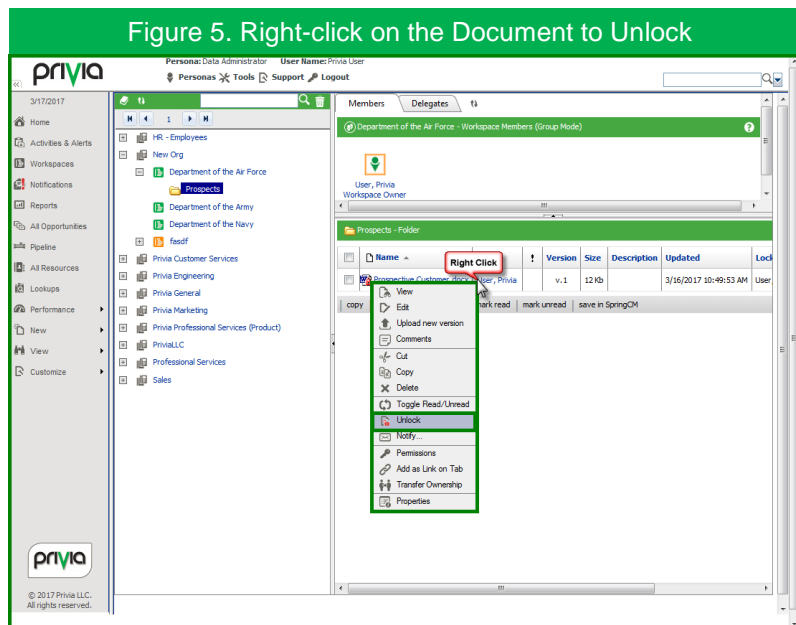 Figure 5. Right-click on the Document to Unlock
privia
Persona: Data Administrator User Name: Privia User
Personas Tools Support Logout
3/17/2017
Home
Activities & Alerts
Workspaces
Notifications
Reports
All Opportunities
Pipeline
All Resources
Lookups
Performance
New
View
Customize
privia
© 2017 Privia LLC.
All rights reserved.
1
HR - Employees
New Org
Department of the Air Force
Prospects
Department of the Army
Department of the Navy
fasdf
Privia Customer Services
Privia Engineering
Privia General
Privia Marketing
Privia Professional Services (Product)
PriviaLLC
Professional Services
Sales
Members Delegates
Department of the Air Force - Workspace Members (Group Mode) ?
User, Privia
Workspace Owner
Prospects - Folder
Name Right Click ! Version Size Description Updated Lock
Prospective Customer.docx User, Privia v.1 12 Kb 3/16/2017 10:49:53 AM User,
copy mark read | mark unread | save in SpringCM
View
Edit
Upload new version
Comments
Cut
Copy
Delete
Toggle Read/Unread
Unlock
Notify...
Permissions
Add as Link on Tab
Transfer Ownership
Properties